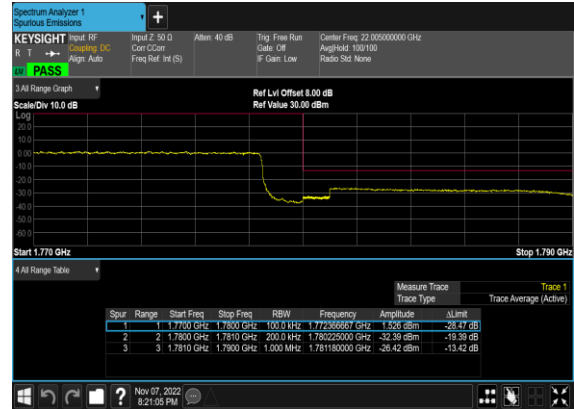 Spectrum Analyzer 1
Spurious Emissions
+
KEYSIGHT Input: RF Input Z: 50 Ω Atten: 40 dB Trig: Free Run Center Freq: 22.005000000 GHz
R T Coupling: DC Corr CCorr Gate: Off Avg|Hold: 100/100
Align: Auto Freq Ref: Int (S) IF Gain: Low Radio Std: None
PASS
3 All Range Graph
Ref Lvl Offset 8.00 dB
Scale/Div 10.0 dB Ref Value 30.00 dBm
Log
20.0
10.0
0.00
-10.0
-20.0
-30.0
-40.0
-50.0
-60.0
Start 1.770 GHz Stop 1.790 GHz
4 All Range Table
Measure Trace Trace 1
Trace Type Trace Average (Active)
Spur Range Start Freq Stop Freq RBW Frequency Amplitude ΔLimit
1 1 1.7700 GHz 1.7800 GHz 100.0 kHz 1.772366667 GHz 1.526 dBm -28.47 dB
2 2 1.7800 GHz 1.7810 GHz 200.0 kHz 1.780225000 GHz -32.39 dBm -19.39 dB
3 3 1.7810 GHz 1.7900 GHz 1.000 MHz 1.781180000 GHz -26.42 dBm -13.42 dB
? Nov 07, 2022
8:21:05 PM